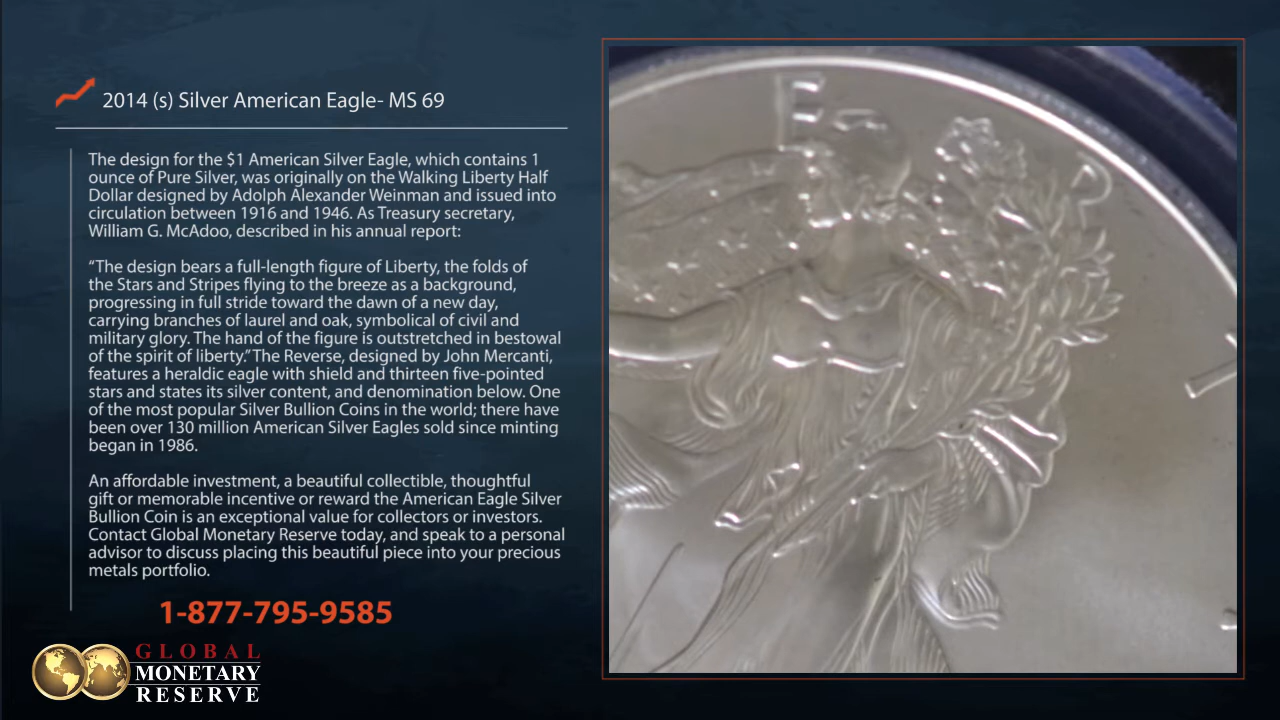 2014 (s) Silver American Eagle- MS 69
The design for the $1 American Silver Eagle, which contains 1
ounce of Pure Silver, was originally on the Walking Liberty Half
Dollar designed by Adolph Alexander Weinman and issued into
circulation between 1916 and 1946. As Treasury secretary,
William G. McAdoo, described in his annual report:
“The design bears a full-length figure of Liberty, the folds of
the Stars and Stripes flying to the breeze as a background,
progressing in full stride toward the dawn of a new day,
carrying branches of laurel and oak, symbolical of civil and
military glory. The hand of the figure is outstretched in bestowal
of the spirit of liberty.” The Reverse, designed by John Mercanti,
features a heraldic eagle with shield and thirteen five-pointed
stars and states its silver content, and denomination below. One
of the most popular Silver Bullion Coins in the world; there have
been over 130 million American Silver Eagles sold since minting
began in 1986.
An affordable investment, a beautiful collectible, thoughtful
gift or memorable incentive or reward the American Eagle Silver
Bullion Coin is an exceptional value for collectors or investors.
Contact Global Monetary Reserve today, and speak to a personal
advisor to discuss placing this beautiful piece into your precious
metals portfolio.
1-877-795-9585
GLOBAL
MONETARY
RESERVE
E